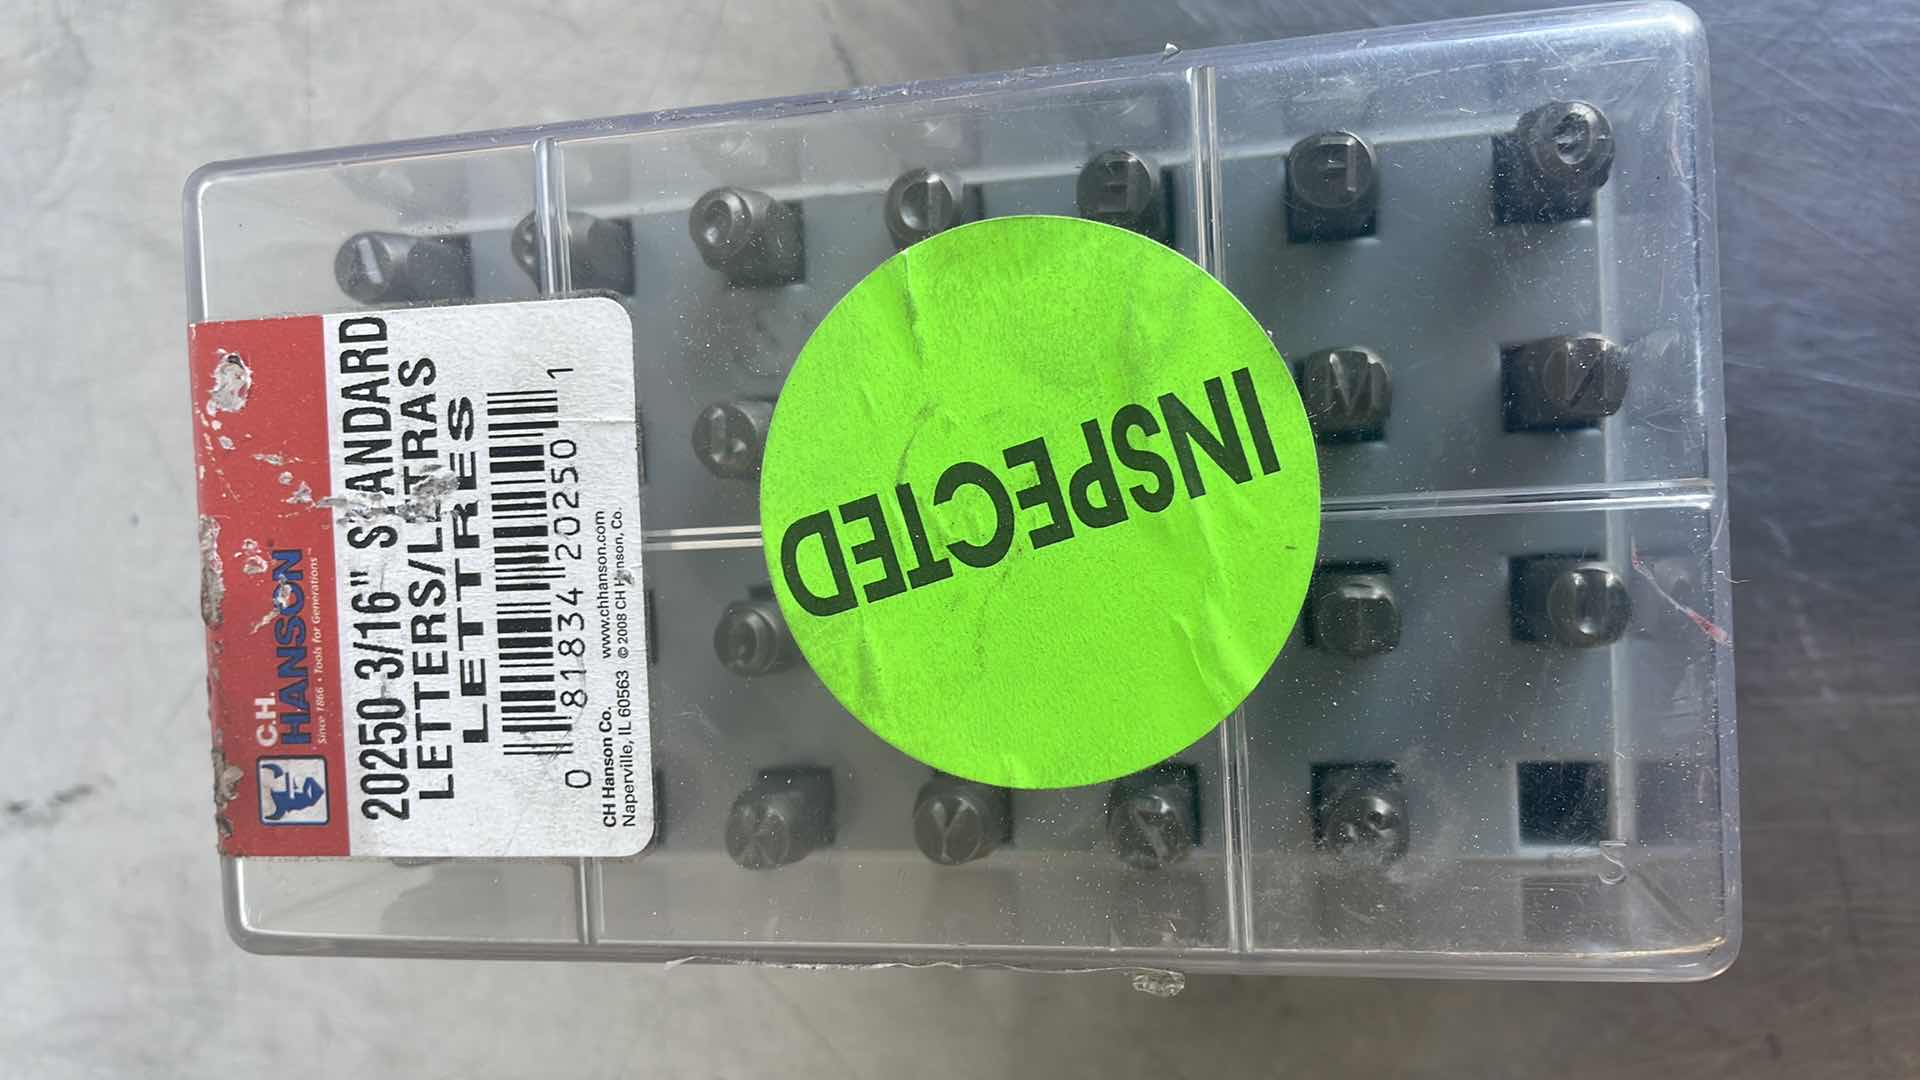 C.H.
HANSON™
Since 1866 • Tools for Generations
20250 3/16" STANDARD
LETTERS/LETRAS
LETTRES
0 81834 20250 1
CH Hanson Co. www.chhanson.com
Naperville, IL 60563 © 2008 CH Hanson, Co.
INSPECTED
E
F
G
M
N
Y
Z
&